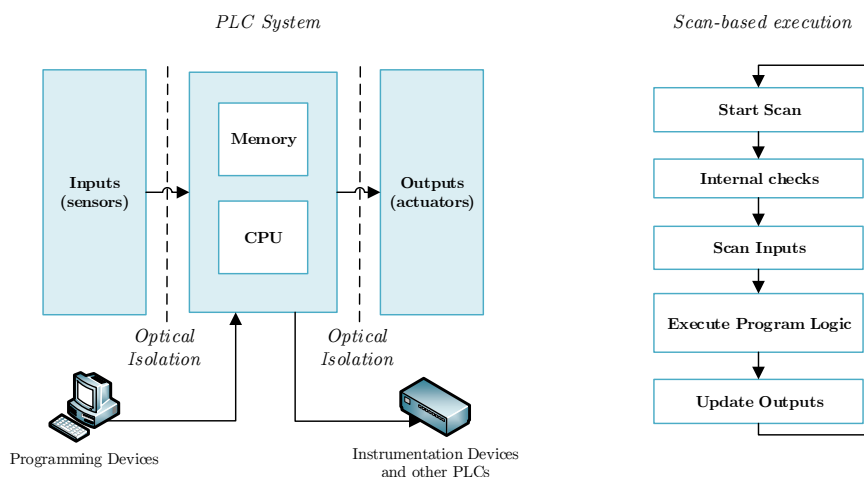 PLC System
Inputs
(sensors)
Memory
CPU
Outputs
(actuators)
Optical
Isolation
Optical
Isolation
Programming Devices
Instrumentation Devices
and other PLCs
Scan-based execution
Start Scan
Internal checks
Scan Inputs
Execute Program Logic
Update Outputs